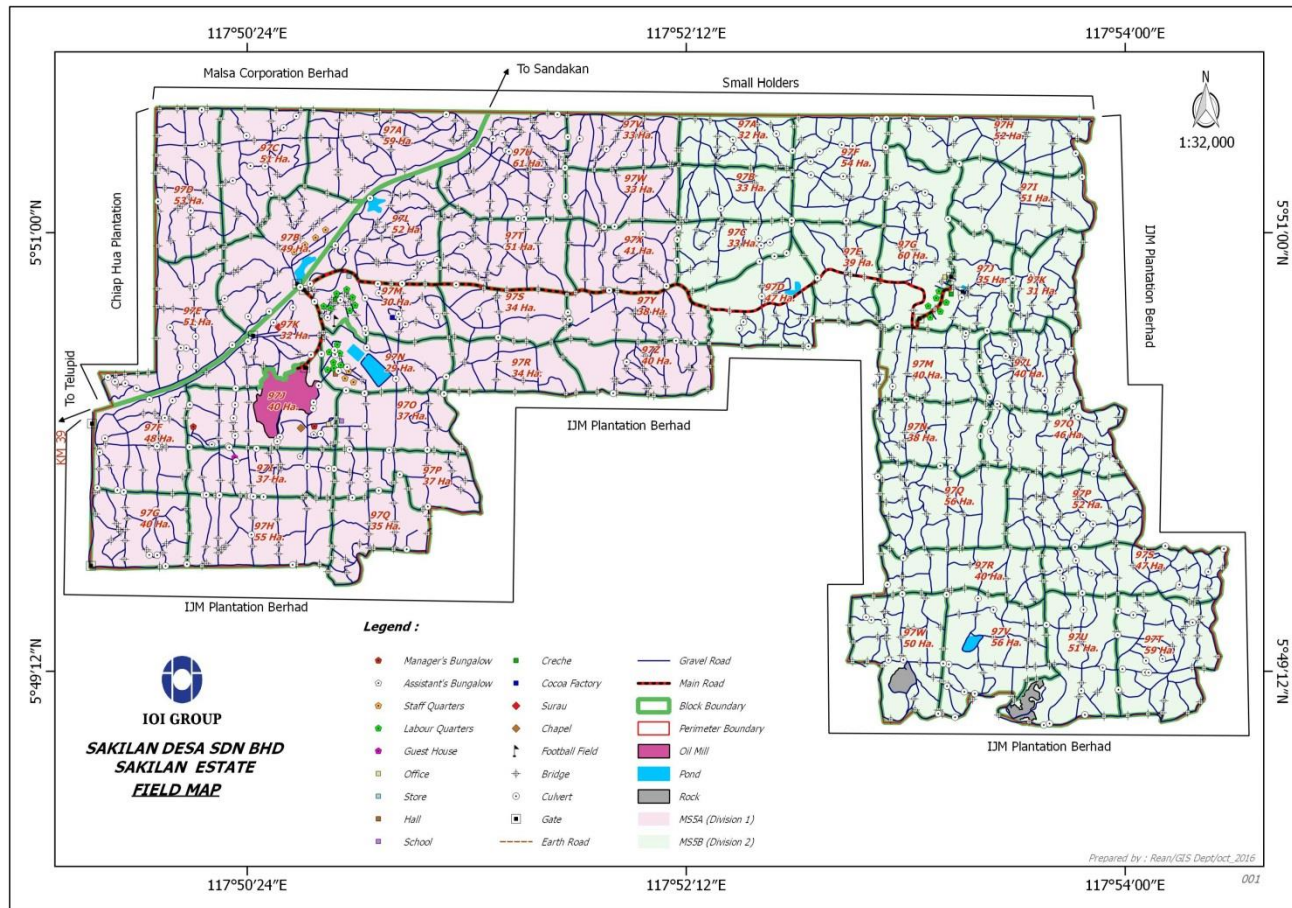 117°50'24"E
117°52'12"E
117°54'00"E
Malsa Corporation Berhad
To Sandakan
Small Holders
N
1:32,000
Chiap Hua Plantation
5°51'00"N
5°51'00"N
IJM Plantation Berhad
97A
59 Ha.
97C
51 Ha.
97D
53 Ha.
97B
49 Ha.
97L
52 Ha.
97U
61 Ha.
97V
33 Ha.
97W
33 Ha.
97T
51 Ha.
97X
41 Ha.
97A
32 Ha.
97B
33 Ha.
97C
33 Ha.
97F
54 Ha.
97H
52 Ha.
97I
51 Ha.
97E
39 Ha.
97G
60 Ha.
97D
47 Ha.
97J
35 Ha.
97K
31 Ha.
97E
51 Ha.
97K
32 Ha.
97M
30 Ha.
97N
29 Ha.
97S
34 Ha.
97Y
38 Ha.
97R
34 Ha.
97Z
40 Ha.
97M
40 Ha.
97L
40 Ha.
To Telupid
KM 39
97F
48 Ha.
97J
40 Ha.
97O
37 Ha.
IJM Plantation Berhad
97N
38 Ha.
97O
46 Ha.
97I
37 Ha.
97P
37 Ha.
97G
40 Ha.
97H
55 Ha.
97Q
35 Ha.
97Q
56 Ha.
97P
52 Ha.
97R
40 Ha.
97S
47 Ha.
97W
50 Ha.
97V
56 Ha.
97U
51 Ha.
97T
59 Ha.
IJM Plantation Berhad
IJM Plantation Berhad
5°49'12"N
5°49'12"N
IOI GROUP
SAKILAN DESA SDN BHD
SAKILAN ESTATE
FIELD MAP
Legend :
Manager's Bungalow
Assistant's Bungalow
Staff Quarters
Labour Quarters
Guest House
Office
Store
Hall
School
Creche
Cocoa Factory
Surau
Chapel
Football Field
Bridge
Culvert
Gate
Earth Road
Gravel Road
Main Road
Block Boundary
Perimeter Boundary
Oil Mill
Pond
Rock
MS5A (Division 1)
MS5B (Division 2)
Prepared by : Rean/GIS Dept/oct_2016
001
117°50'24"E
117°52'12"E
117°54'00"E